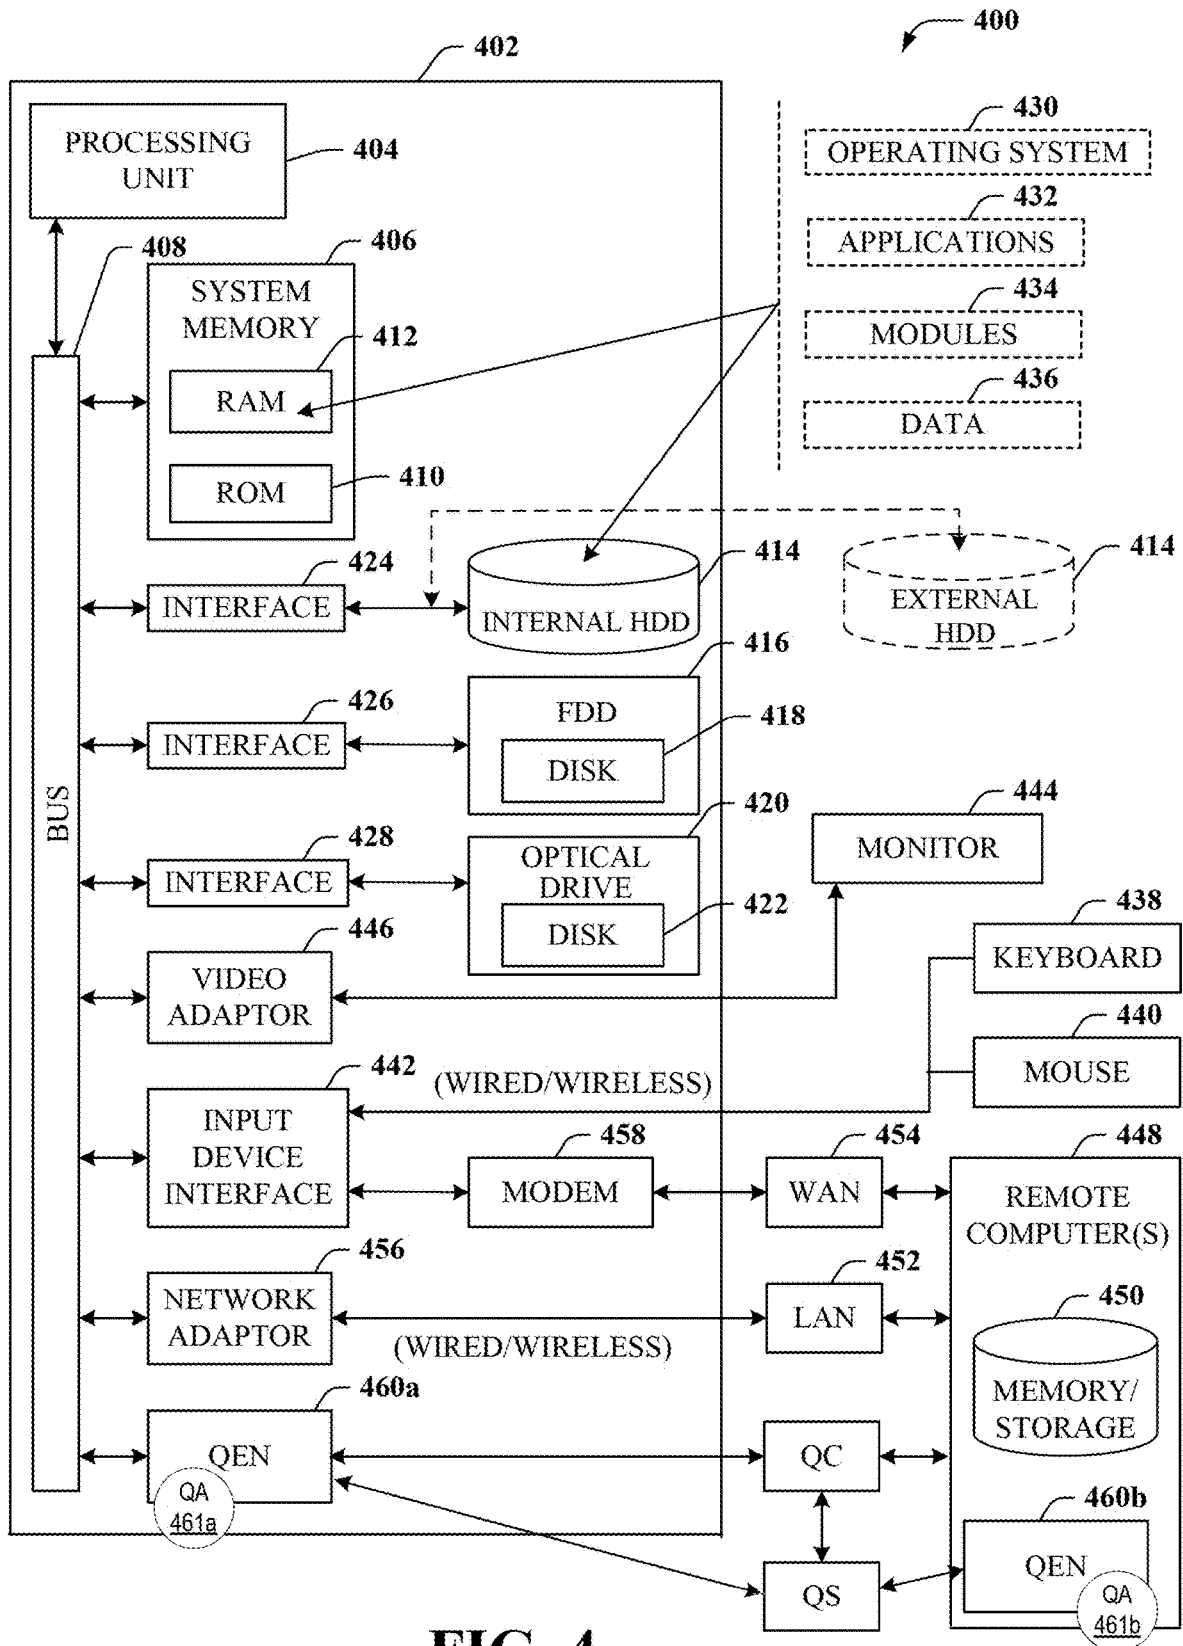 400
402
PROCESSING
UNIT
404
430
OPERATING SYSTEM
432
APPLICATIONS
434
MODULES
436
DATA
408
406
SYSTEM
MEMORY
412
RAM
410
ROM
424
INTERFACE
414
INTERNAL HDD
414
EXTERNAL
HDD
426
INTERFACE
416
FDD
418
DISK
BUS
428
INTERFACE
420
OPTICAL
DRIVE
422
DISK
444
MONITOR
446
VIDEO
ADAPTOR
438
KEYBOARD
440
MOUSE
442
INPUT
DEVICE
INTERFACE
(WIRED/WIRELESS)
458
MODEM
454
WAN
448
REMOTE
COMPUTER(S)
456
NETWORK
ADAPTOR
(WIRED/WIRELESS)
452
LAN
450
MEMORY/
STORAGE
460a
QEN
QA
461a
QC
QS
460b
QEN
QA
461b
FIG. 4